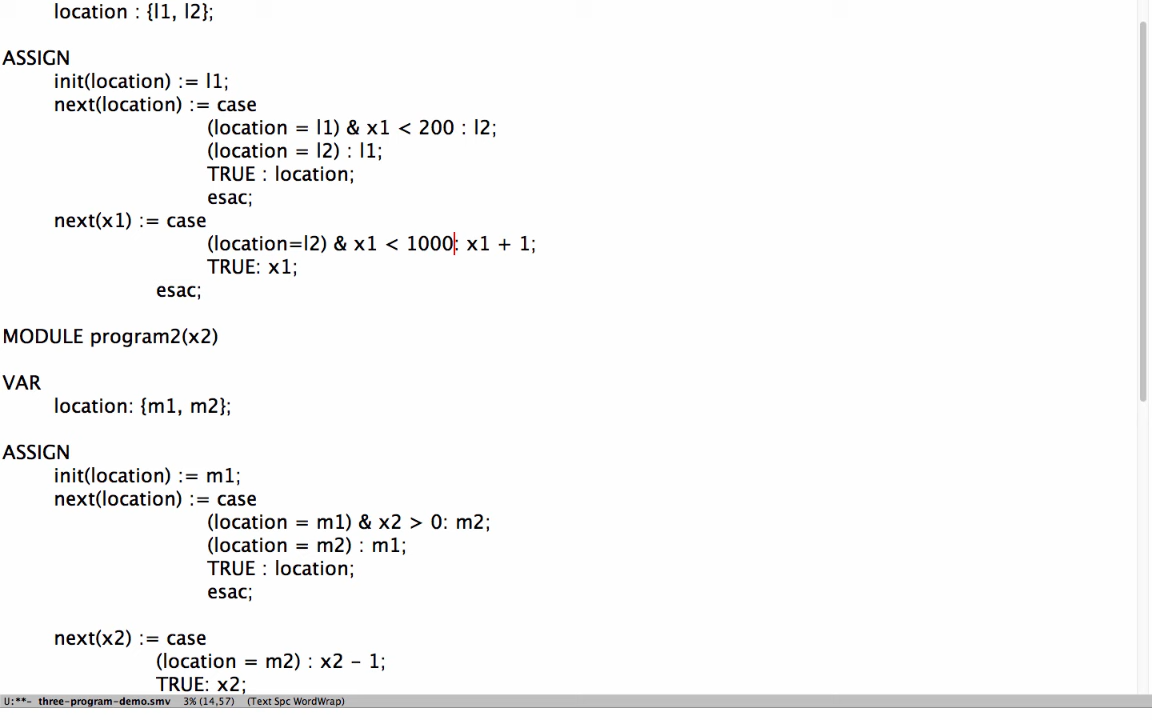 location : {l1, l2};
ASSIGN
init(location) := l1;
next(location) := case
(location = l1) & x1 < 200 : l2;
(location = l2) : l1;
TRUE : location;
esac;
next(x1) := case
(location=l2) & x1 < 1000: x1 + 1;
TRUE: x1;
esac;
MODULE program2(x2)
VAR
location: {m1, m2};
ASSIGN
init(location) := m1;
next(location) := case
(location = m1) & x2 > 0: m2;
(location = m2) : m1;
TRUE : location;
esac;
next(x2) := case
(location = m2) : x2 - 1;
TRUE: x2;
U:**- three-program-demo.smv 3% (14,57) (Text Spc WordWrap)